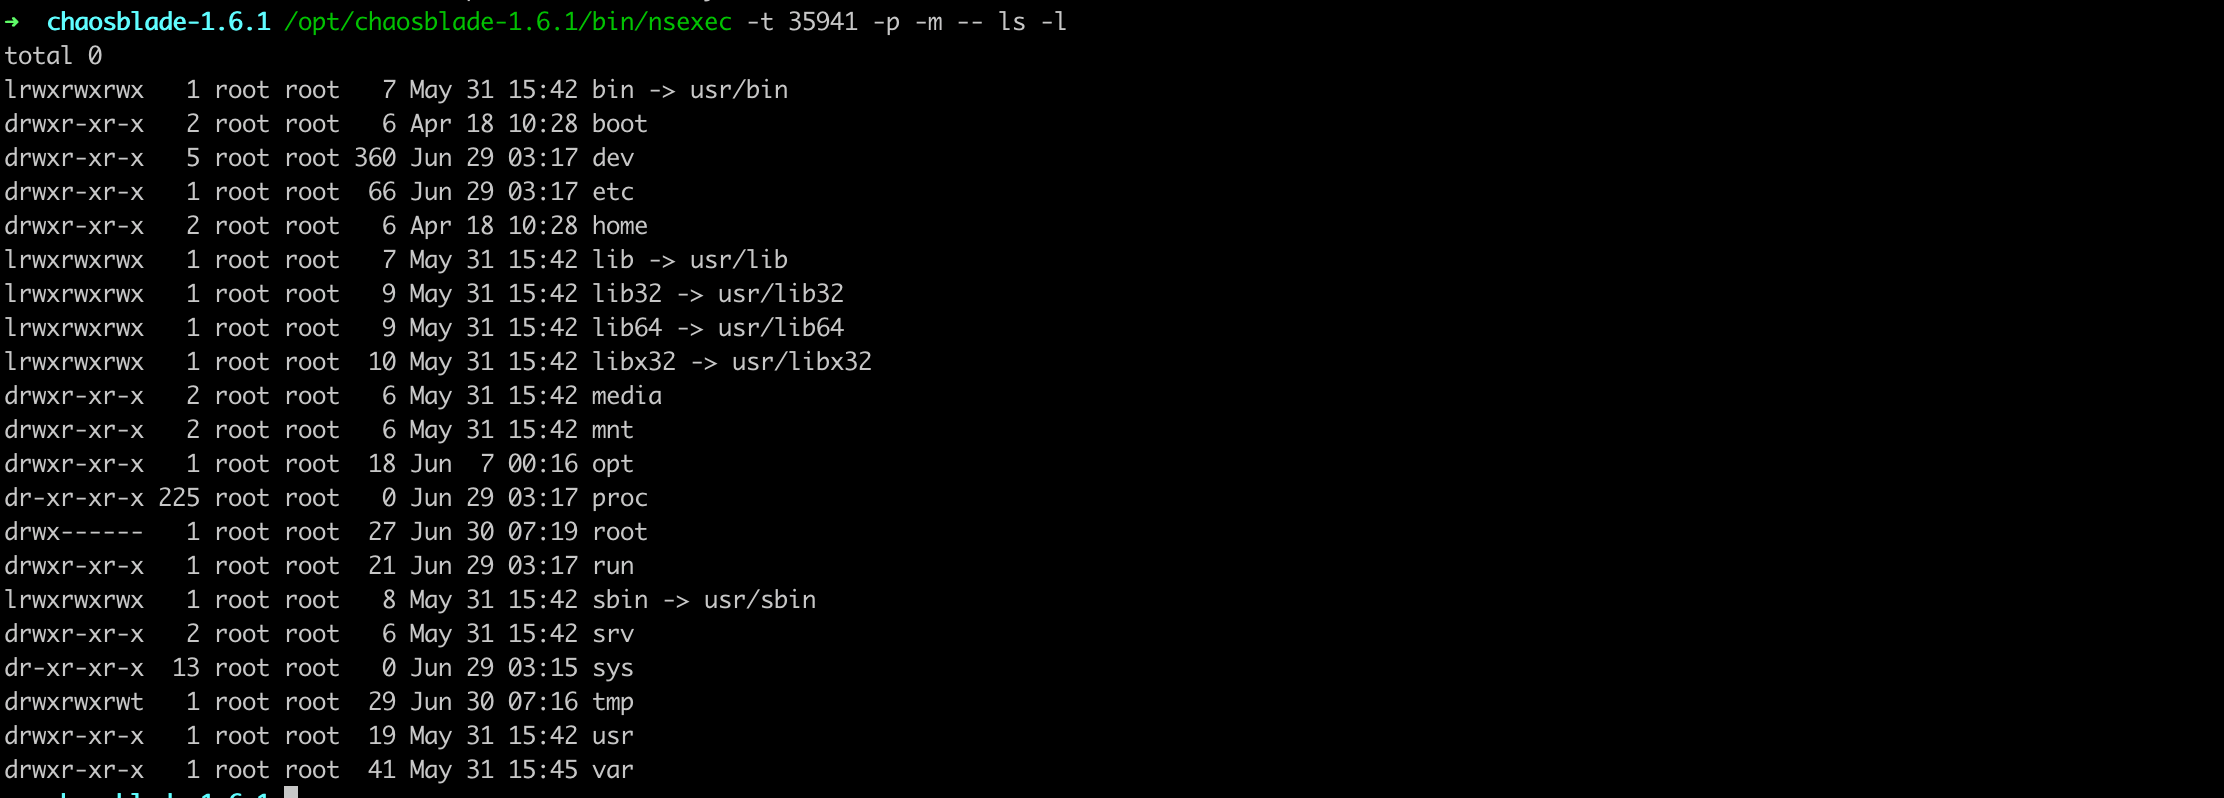 ➜  chaosblade-1.6.1 /opt/chaosblade-1.6.1/bin/nsexec -t 35941 -p -m -- ls -l
total 0
lrwxrwxrwx   1 root root   7 May 31 15:42 bin -> usr/bin
drwxr-xr-x   2 root root   6 Apr 18 10:28 boot
drwxr-xr-x   5 root root 360 Jun 29 03:17 dev
drwxr-xr-x   1 root root  66 Jun 29 03:17 etc
drwxr-xr-x   2 root root   6 Apr 18 10:28 home
lrwxrwxrwx   1 root root   7 May 31 15:42 lib -> usr/lib
lrwxrwxrwx   1 root root   9 May 31 15:42 lib32 -> usr/lib32
lrwxrwxrwx   1 root root   9 May 31 15:42 lib64 -> usr/lib64
lrwxrwxrwx   1 root root  10 May 31 15:42 libx32 -> usr/libx32
drwxr-xr-x   2 root root   6 May 31 15:42 media
drwxr-xr-x   2 root root   6 May 31 15:42 mnt
drwxr-xr-x   1 root root  18 Jun  7 00:16 opt
dr-xr-xr-x 225 root root   0 Jun 29 03:17 proc
drwx------   1 root root  27 Jun 30 07:19 root
drwxr-xr-x   1 root root  21 Jun 29 03:17 run
lrwxrwxrwx   1 root root   8 May 31 15:42 sbin -> usr/sbin
drwxr-xr-x   2 root root   6 May 31 15:42 srv
dr-xr-xr-x  13 root root   0 Jun 29 03:15 sys
drwxrwxrwt   1 root root  29 Jun 30 07:16 tmp
drwxr-xr-x   1 root root  19 May 31 15:42 usr
drwxr-xr-x   1 root root  41 May 31 15:45 var
chaosblade-1.6.1